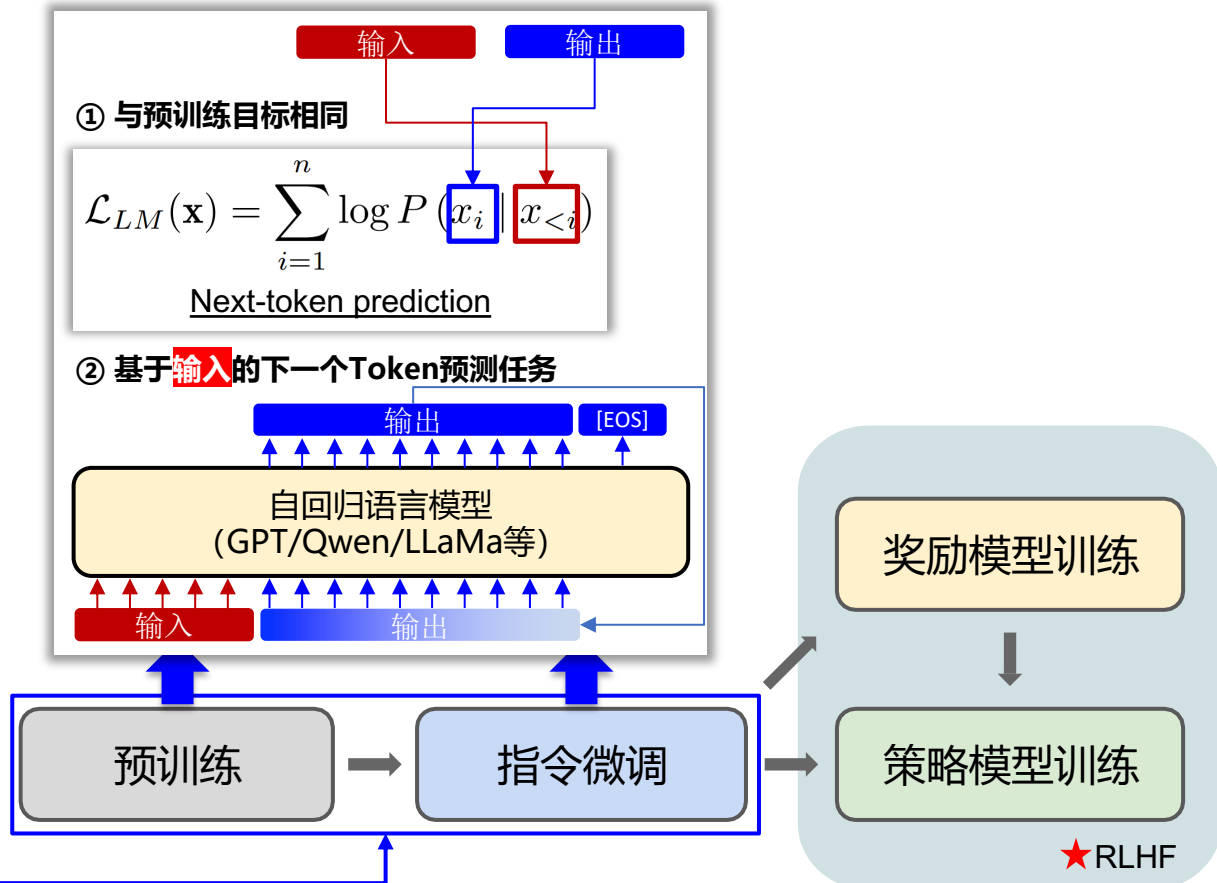 输入 输出
① 与预训练目标相同
n
L_{LM}(x) = ∑ log P (x_i | x_{<i})
i=1
Next-token prediction
② 基于输入的下一个Token预测任务
输出 [EOS]
自回归语言模型
(GPT/Qwen/LLaMa等)
输入 输出
奖励模型训练
预训练 指令微调 策略模型训练
★RLHF